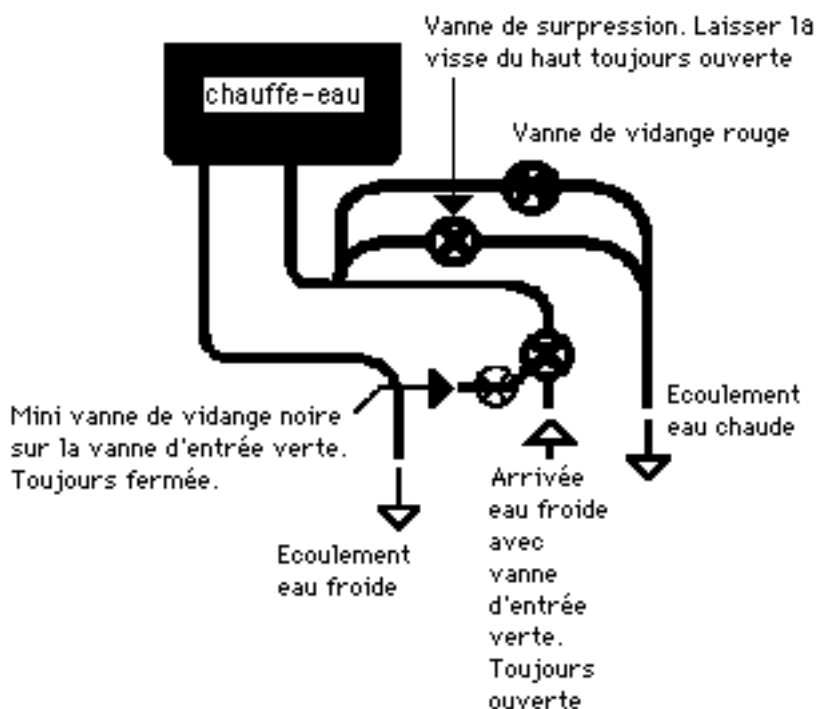 Vanne de surpression. Laisser la
visse du haut toujours ouverte
chauffe-eau
Vanne de vidange rouge
Mini vanne de vidange noire
sur la vanne d'entrée verte.
Toujours fermée.
Ecoulement
eau chaude
Ecoulement
eau froide
Arrivée
eau froide
avec
vanne
d'entrée
verte.
Toujours
ouverte